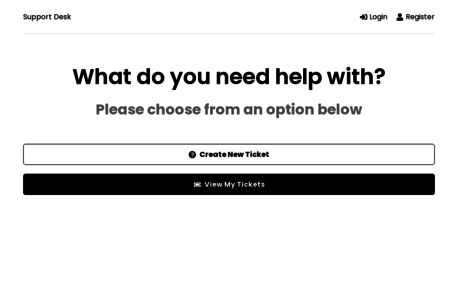 Support Desk
Login
Register
What do you need help with?
Please choose from an option below
Create New Ticket
View My Tickets